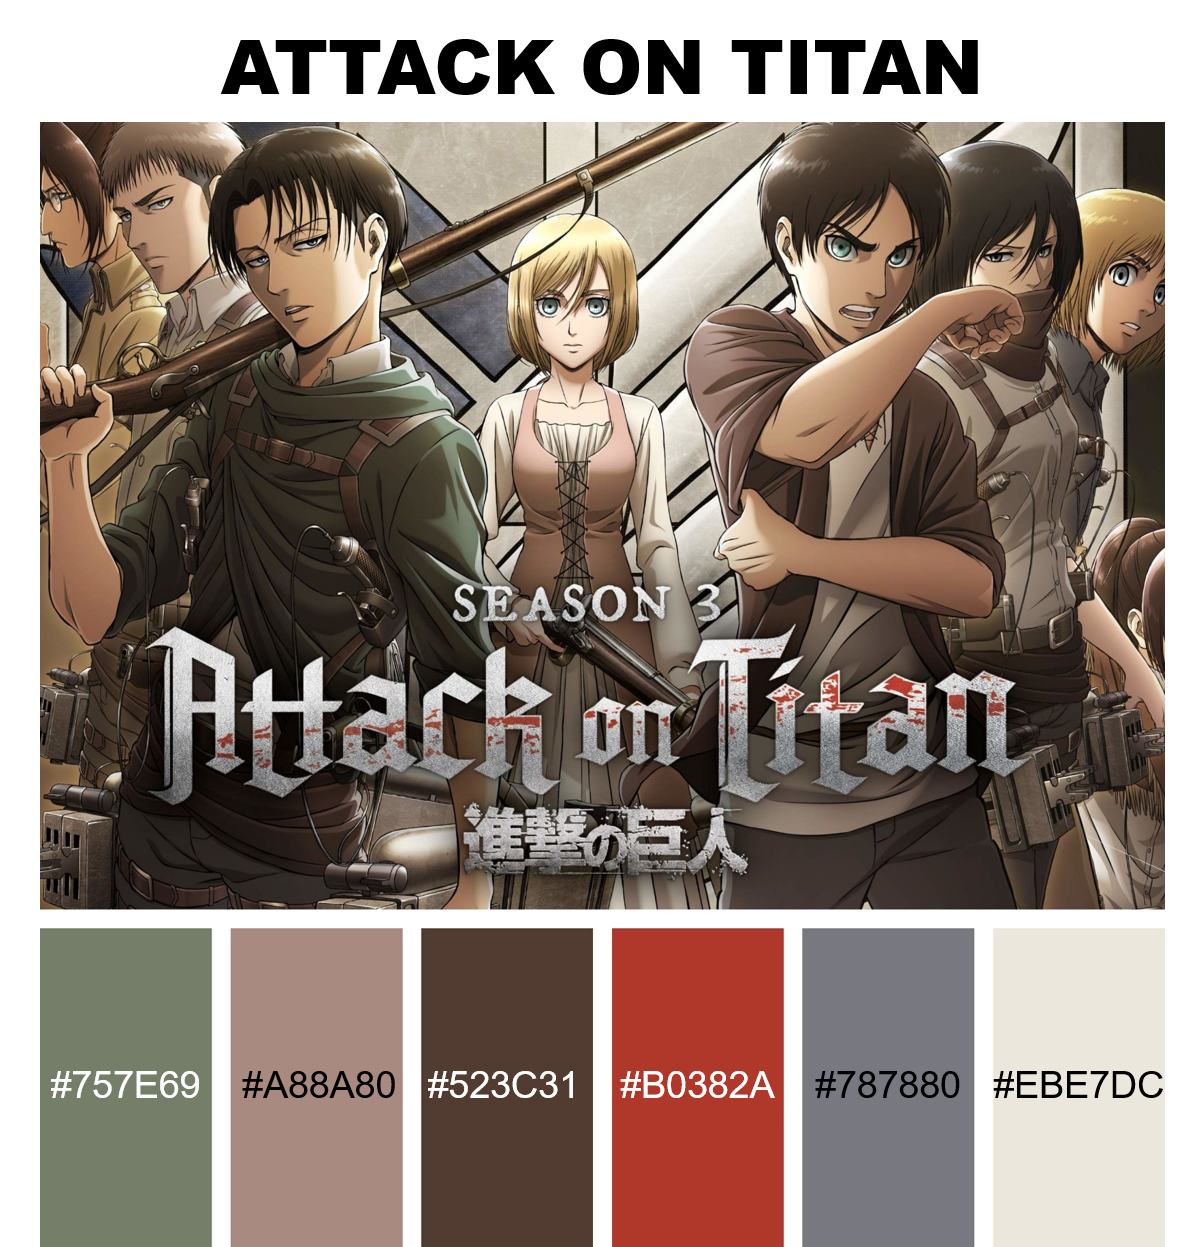 ATTACK ON TITAN
SEASON 3
Attack on Titan
進撃の巨人
#757E69 #A88A80 #523C31 #B0382A #787880 #EBE7DC